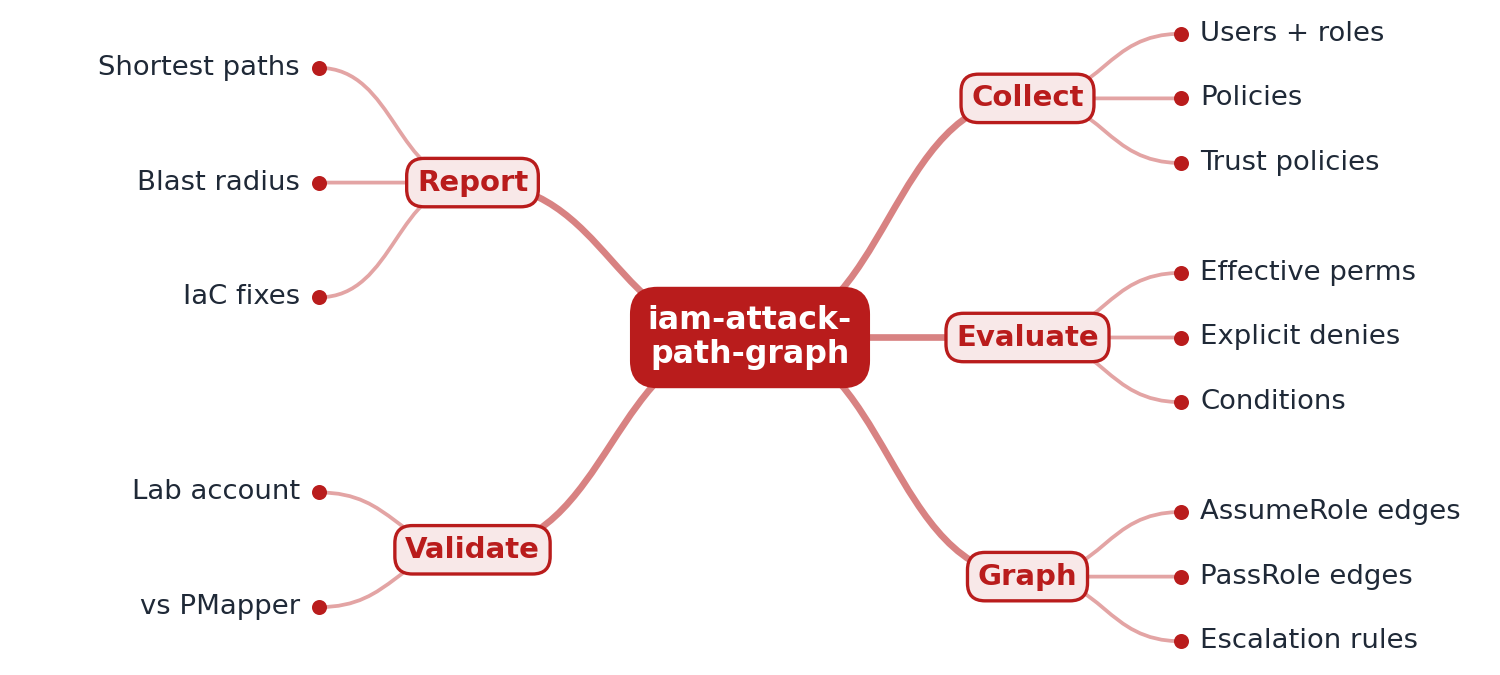 iam-attack-
path-graph
Collect
Users + roles
Policies
Trust policies
Evaluate
Effective perms
Explicit denies
Conditions
Graph
AssumeRole edges
PassRole edges
Escalation rules
Report
Shortest paths
Blast radius
IaC fixes
Validate
Lab account
vs PMapper